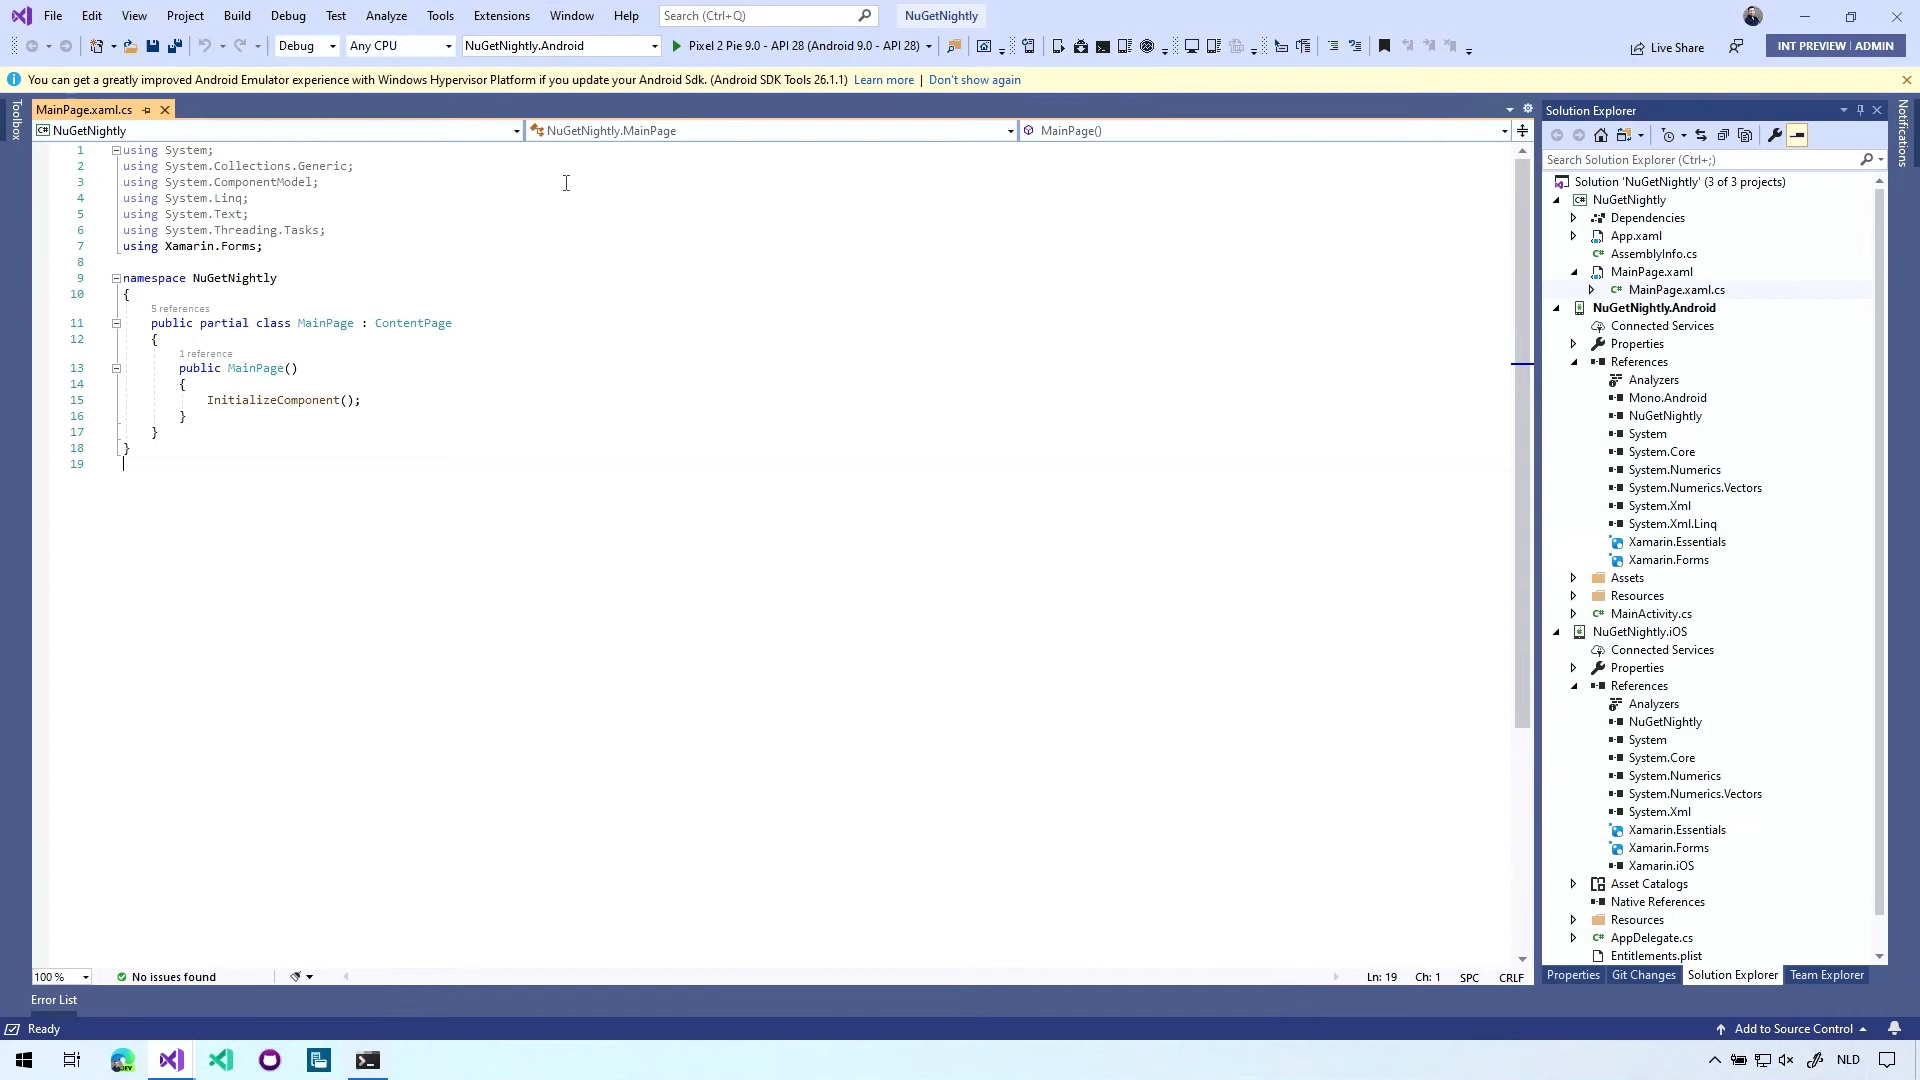 File Edit View Project Build Debug Test Analyze Tools Extensions Window Help Search (Ctrl+Q) NuGetNightly
Debug Any CPU NuGetNightly.Android Pixel 2 Pie 9.0 - API 28 (Android 9.0 - API 28) Live Share INT PREVIEW ADMIN
You can get a greatly improved Android Emulator experience with Windows Hypervisor Platform if you update your Android Sdk. (Android SDK Tools 26.1.1) Learn more | Don't show again
Toolbox
MainPage.xaml.cs
NuGetNightly NuGetNightly.MainPage MainPage()
1 using System;
2 using System.Collections.Generic;
3 using System.ComponentModel;
4 using System.Linq;
5 using System.Text;
6 using System.Threading.Tasks;
7 using Xamarin.Forms;
8
9 namespace NuGetNightly
10 {
5 references
11 public partial class MainPage : ContentPage
12 {
1 reference
13 public MainPage()
14 {
15 InitializeComponent();
16 }
17 }
18 }
19
100 % No issues found Ln: 19 Ch: 1 SPC CRLF
Solution Explorer
Search Solution Explorer (Ctrl+;)
Solution 'NuGetNightly' (3 of 3 projects)
C# NuGetNightly
Dependencies
App.xaml
C# AssemblyInfo.cs
MainPage.xaml
C# MainPage.xaml.cs
NuGetNightly.Android
Connected Services
Properties
References
Analyzers
Mono.Android
NuGetNightly
System
System.Core
System.Numerics
System.Numerics.Vectors
System.Xml
System.Xml.Linq
Xamarin.Essentials
Xamarin.Forms
Assets
Resources
C# MainActivity.cs
NuGetNightly.iOS
Connected Services
Properties
References
Analyzers
NuGetNightly
System
System.Core
System.Numerics
System.Numerics.Vectors
System.Xml
Xamarin.Essentials
Xamarin.Forms
Xamarin.iOS
Asset Catalogs
Native References
Resources
C# AppDelegate.cs
Entitlements.plist
Properties Git Changes Solution Explorer Team Explorer
Notifications
Error List
Ready Add to Source Control
DEV NLD